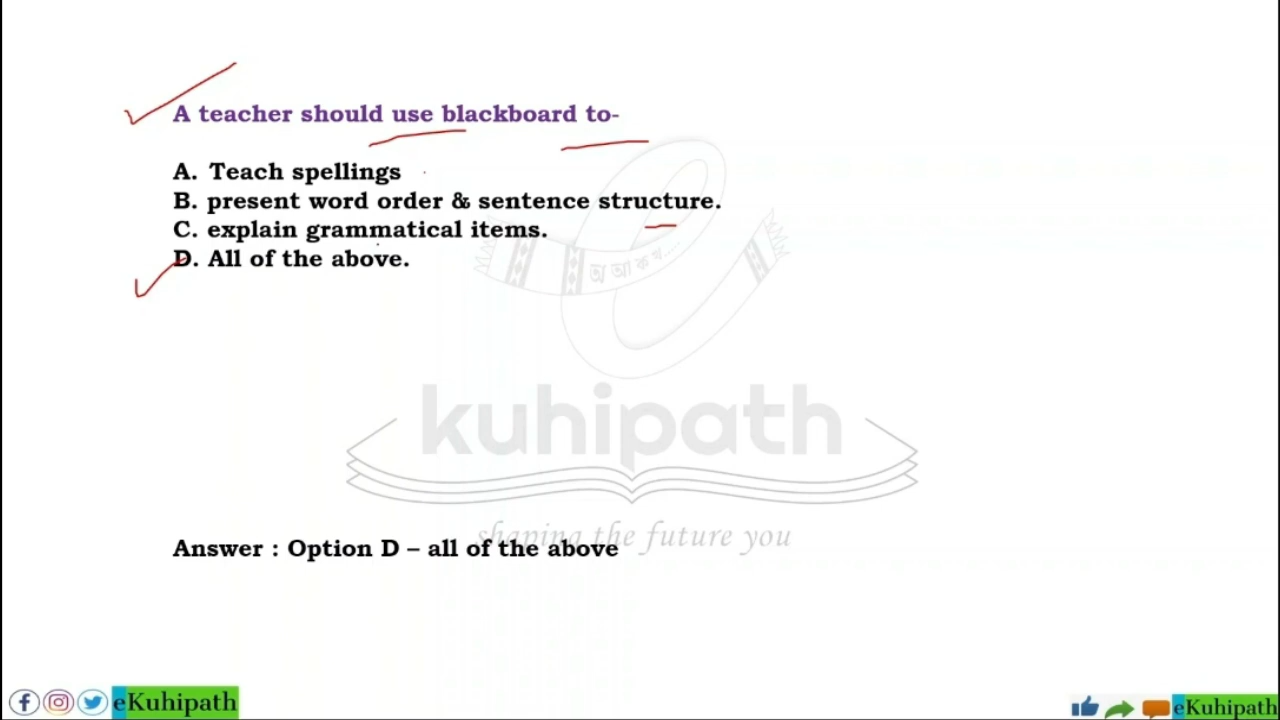 A teacher should use blackboard to-
A. Teach spellings
B. present word order & sentence structure.
C. explain grammatical items.
D. All of the above.
অ আ ক খ....
kuhipath
shaping the future you
Answer : Option D – all of the above
eKuhipath
eKuhipath